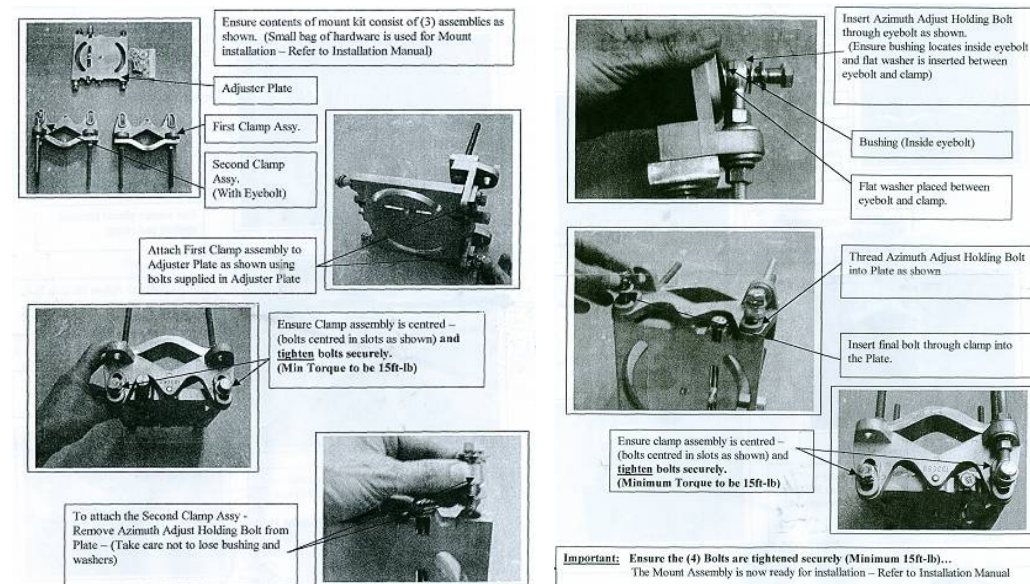 Ensure contents of mount kit consist of (3) assemblies as
shown. (Small bag of hardware is used for Mount
installation – Refer to Installation Manual)
Adjuster Plate
First Clamp Assy.
Second Clamp
Assy.
(With Eyebolt)
Attach First Clamp assembly to
Adjuster Plate as shown using
bolts supplied in Adjuster Plate
Ensure Clamp assembly is centred –
(bolts centred in slots as shown) and
tighten bolts securely.
(Min Torque to be 15ft-lb)
To attach the Second Clamp Assy -
Remove Azimuth Adjust Holding Bolt from
Plate – (Take care not to lose bushing and
washers)
Insert Azimuth Adjust Holding Bolt
through eyebolt as shown.
(Ensure bushing locates inside eyebolt
and flat washer is inserted between
eyebolt and clamp)
Bushing (Inside eyebolt)
Flat washer placed between
eyebolt and clamp.
Thread Azimuth Adjust Holding Bolt
into Plate as shown
Insert final bolt through clamp into
the Plate.
Ensure clamp assembly is centred –
(bolts centred in slots as shown) and
tighten bolts securely.
(Minimum Torque to be 15ft-lb)
Important: Ensure the (4) Bolts are tightened securely (Minimum 15ft-lb)…
The Mount Assembly is now ready for installation – Refer to Installation Manual